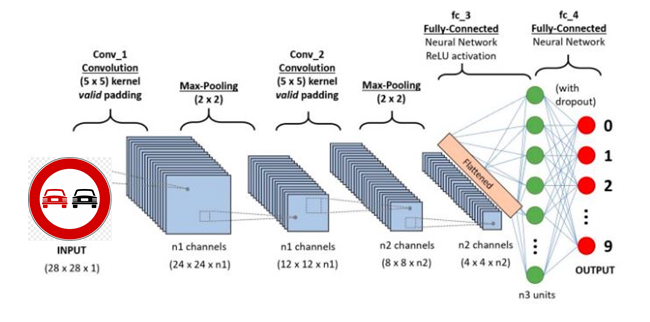 fc_3
Fully-Connected
Neural Network
ReLU activation
fc_4
Fully-Connected
Neural Network
Conv_1
Convolution
(5 x 5) kernel
valid padding
Max-Pooling
(2 x 2)
Conv_2
Convolution
(5 x 5) kernel
valid padding
Max-Pooling
(2 x 2)
(with
dropout)
Flattened
0
1
2
9
INPUT
(28 x 28 x 1)
n1 channels
(24 x 24 x n1)
n1 channels
(12 x 12 x n1)
n2 channels
(8 x 8 x n2)
n2 channels
(4 x 4 x n2)
n3 units
OUTPUT